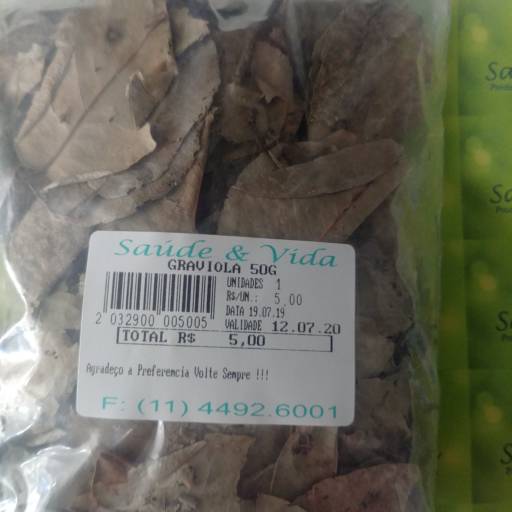 Saúde & Vida
GRAVIOLA 50G
UNIDADES 1
R$/UN.: 5,00
DATA 19.07.19
2 032900 005005
VALIDADE 12.07.20
TOTAL R$ 5,00
Agradeço a Preferemcia Volte Sempre !!!
F: (11) 4492.6001